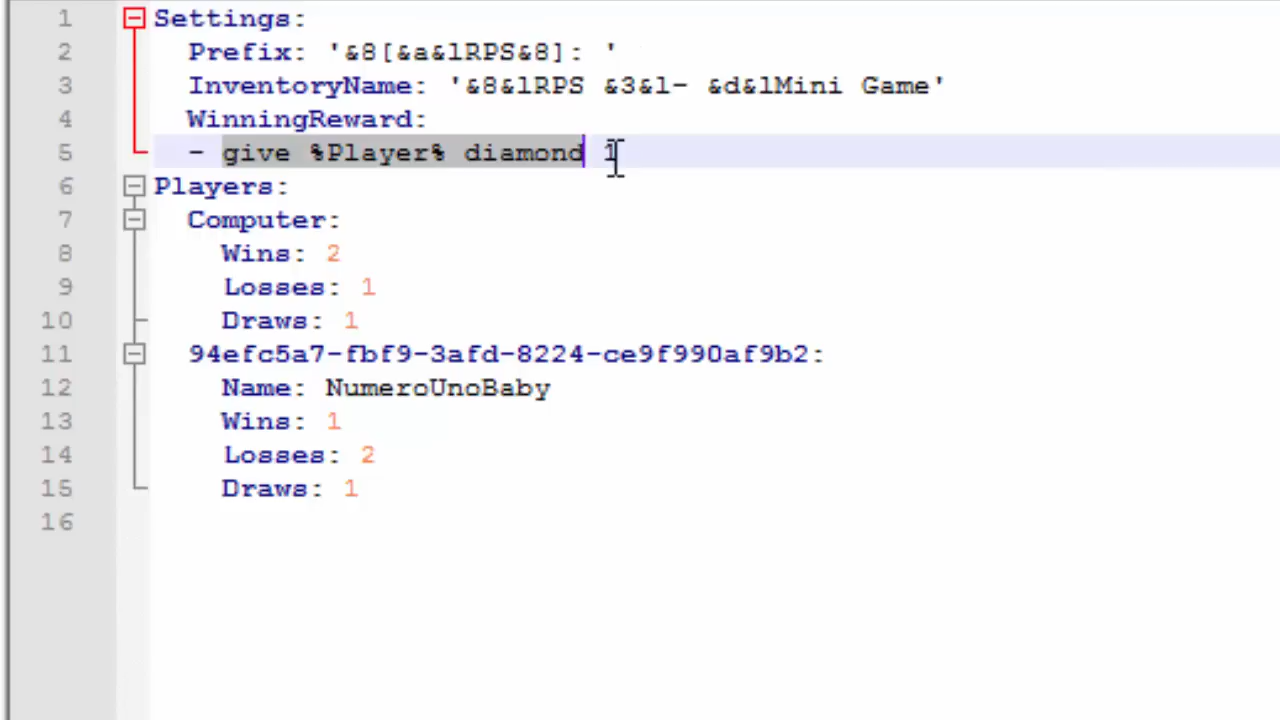 1 Settings:
2 Prefix: '&8[&a&lRPS&8]: '
3 InventoryName: '&8&lRPS &3&l- &d&lMini Game'
4 WinningReward:
5 - give %Player% diamond 1
6 Players:
7 Computer:
8 Wins: 2
9 Losses: 1
10 Draws: 1
11 94efc5a7-fbf9-3afd-8224-ce9f990af9b2:
12 Name: NumeroUnoBaby
13 Wins: 1
14 Losses: 2
15 Draws: 1
16